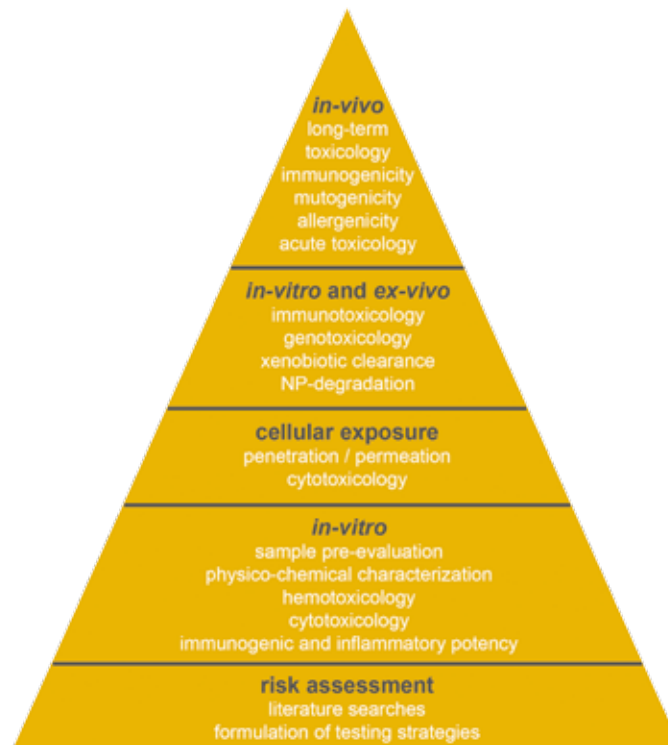 in-vivo
long-term
toxicology
immunogenicity
mutogenicity
allergenicity
acute toxicology
in-vitro and ex-vivo
immunotoxicology
genotoxicology
xenobiotic clearance
NP-degradation
cellular exposure
penetration / permeation
cytotoxicology
in-vitro
sample pre-evaluation
physico-chemical characterization
hemotoxicology
cytotoxicology
immunogenic and inflammatory potency
risk assessment
literature searches
formulation of testing strategies